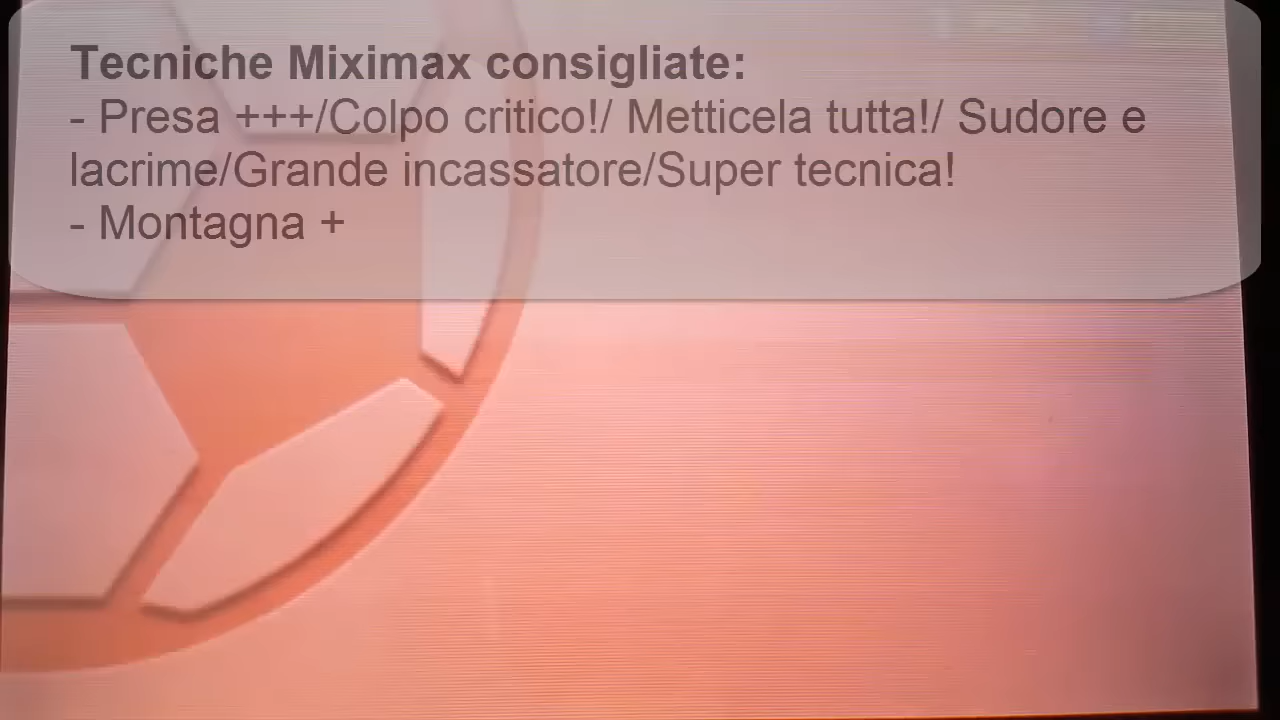 Tecniche Miximax consigliate:
- Presa +++/Colpo critico!/ Metticela tutta!/ Sudore e
lacrime/Grande incassatore/Super tecnica!
- Montagna +